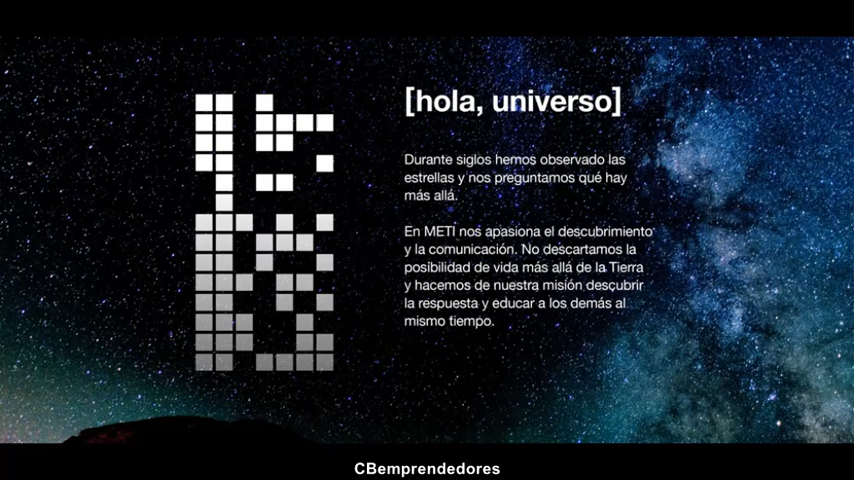 [hola, universo]
Durante siglos hemos observado las
estrellas y nos preguntamos qué hay
más allá.
En METI nos apasiona el descubrimiento
y la comunicación. No descartamos la
posibilidad de vida más allá de la Tierra
y hacemos de nuestra misión descubrir
la respuesta y educar a los demás al
mismo tiempo.
CBemprendedores